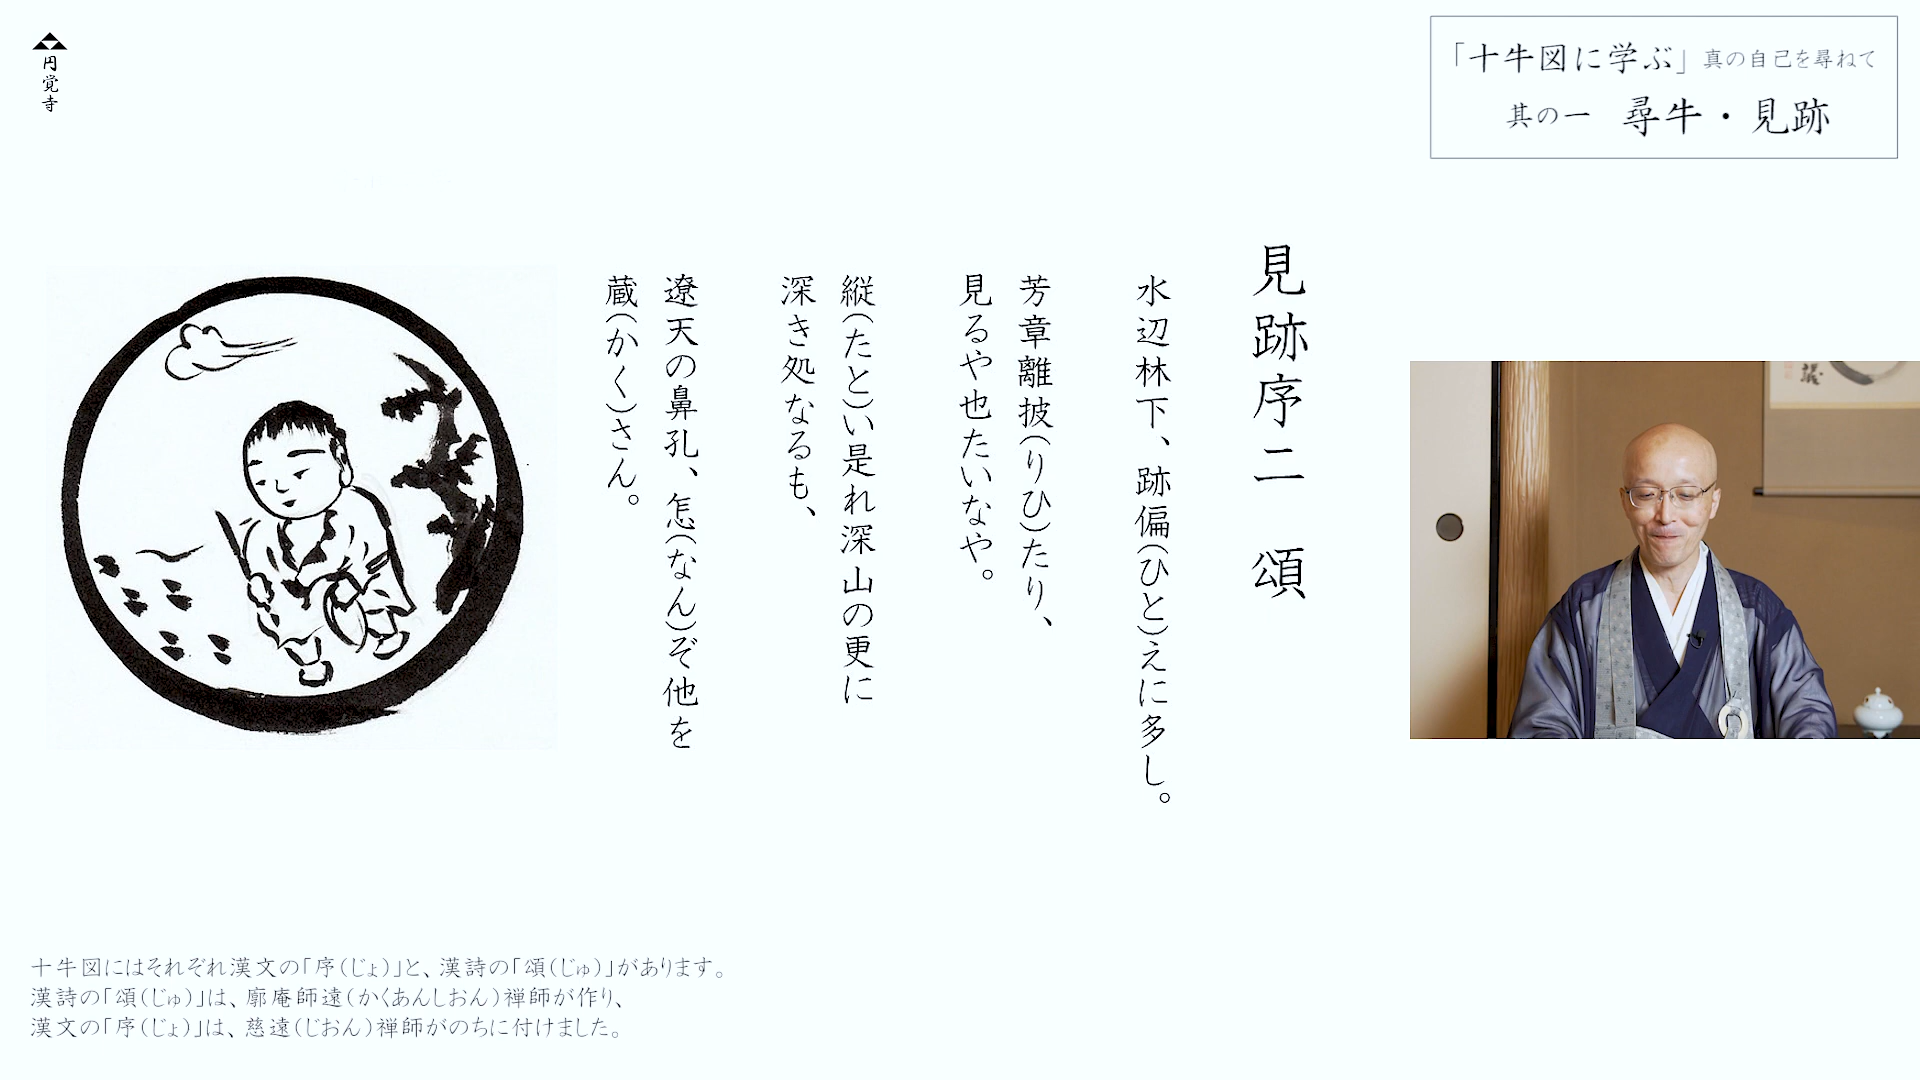 円覚寺
「十牛図に学ぶ」真の自己を尋ねて
其の一　尋牛・見跡
見跡序二　頌
水辺林下、跡偏(ひと)えに多し。
芳章離披(りひ)たり、
見るや也たいなや。
縦(たと)い是れ深山の更に
深き処なるも、
遼天の鼻孔、怎(なん)ぞ他を
蔵(かく)さん。
十牛図にはそれぞれ漢文の「序(じょ)」と、漢詩の「頌(じゅ)」があります。
漢詩の「頌(じゅ)」は、廓庵師遠(かくあんしおん)禅師が作り、
漢文の「序(じょ)」は、慈遠(じおん)禅師がのちに付けました。